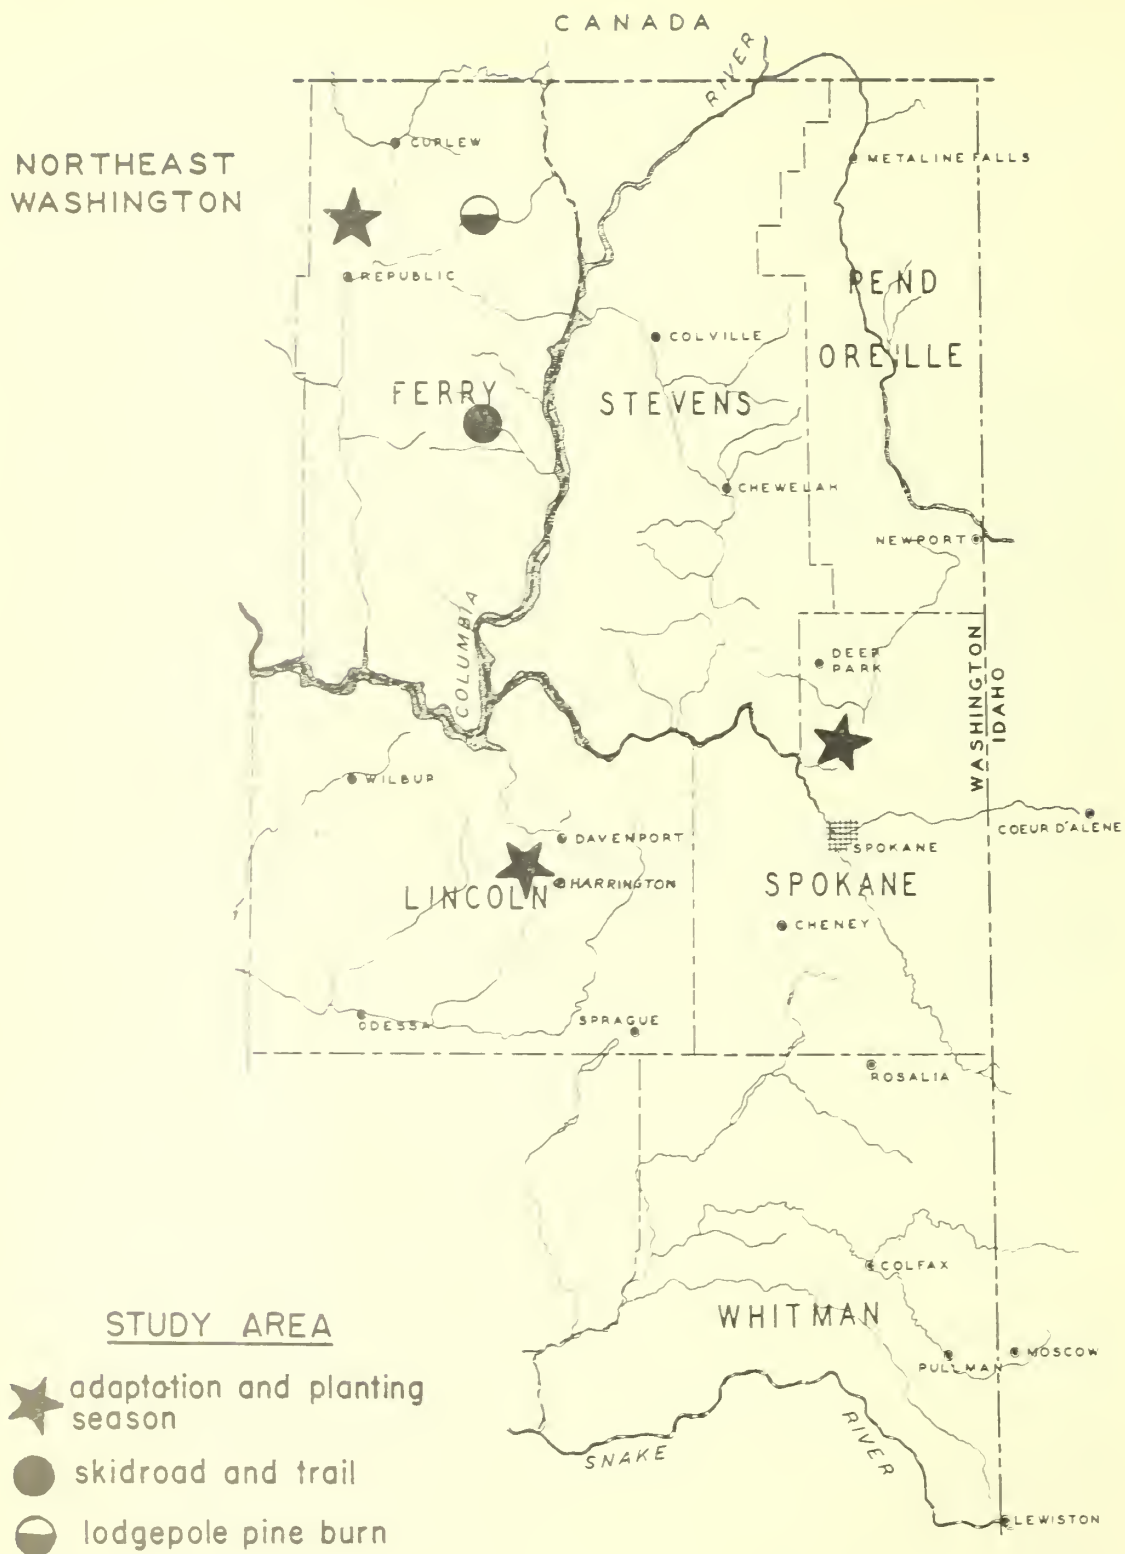 CANADA
RIVER
NORTHEAST
WASHINGTON
CURLEW
METALINE FALLS
REPUBLIC
PEND
OREILLE
COLVILLE
FERRY
STEVENS
CHEWELAH
NEWPORT
COLUMBIA
DEEP
PARK
WASHINGTON
IDAHO
WILBUR
COEUR D'ALENE
DAVENPORT
SPOKANE
HARRINGTON
LINCOLN
SPOKANE
CHENEY
ODESSA
SPRAGUE
ROSALIA
COLFAX
WHITMAN
PULLMAN
MOSCOW
SNAKE
RIVER
LEWISTON
STUDY AREA
adaptation and planting
season
skidroad and trail
lodgepole pine burn